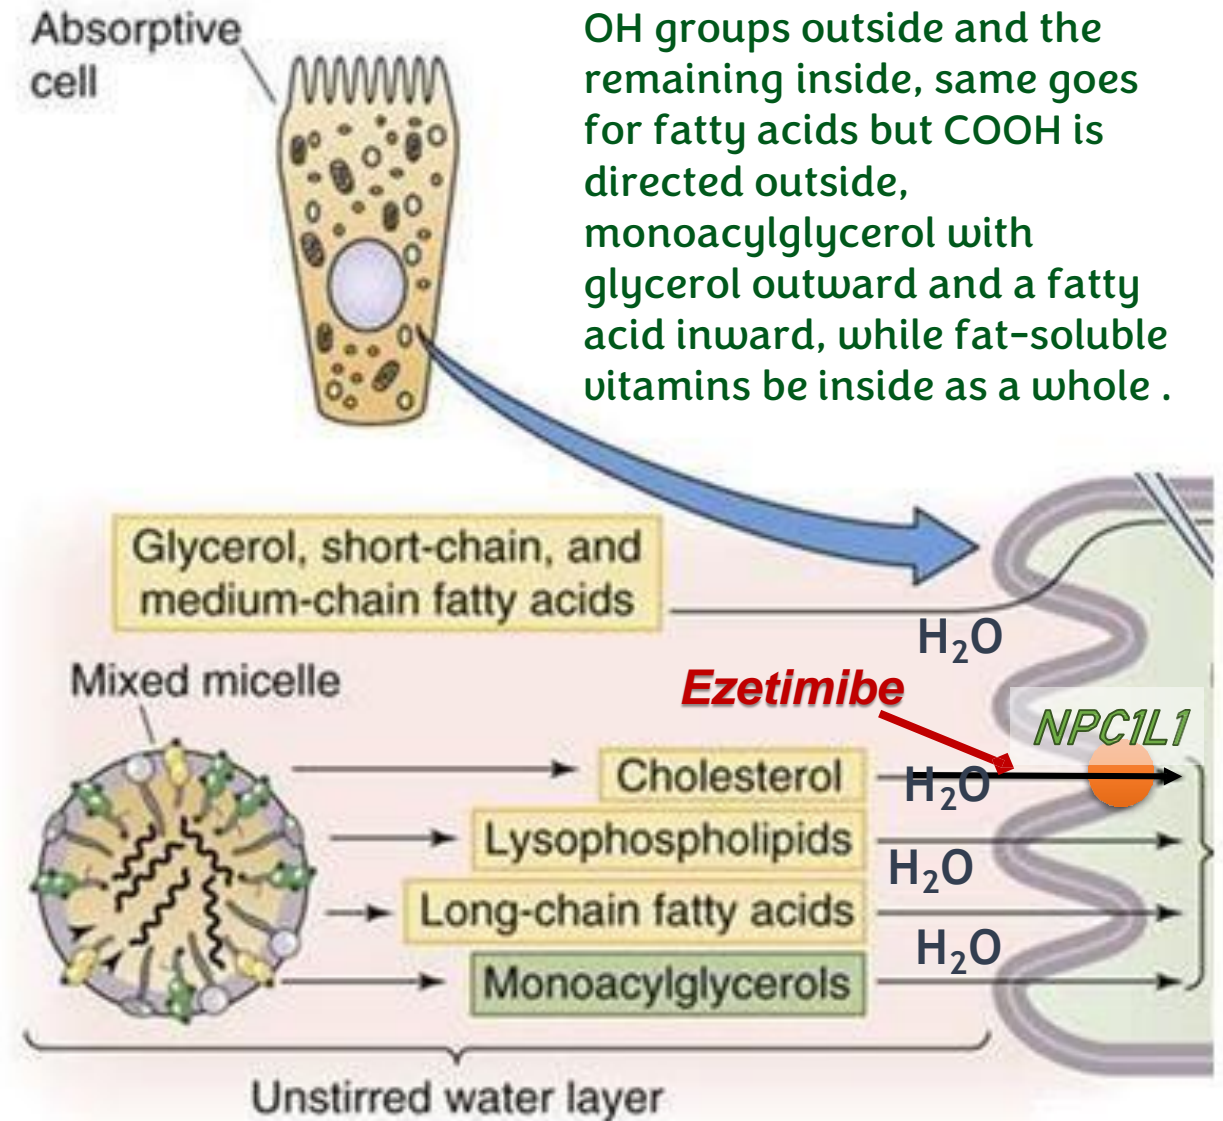 Absorptive
cell
OH groups outside and the
remaining inside, same goes
for fatty acids but COOH is
directed outside,
monoacylglycerol with
glycerol outward and a fatty
acid inward, while fat-soluble
vitamins be inside as a whole .
Glycerol, short-chain, and
medium-chain fatty acids
H₂O
Mixed micelle
Ezetimibe
NPC1L1
Cholesterol
H₂O
Lysophospholipids
H₂O
Long-chain fatty acids
H₂O
Monoacylglycerols
Unstirred water layer